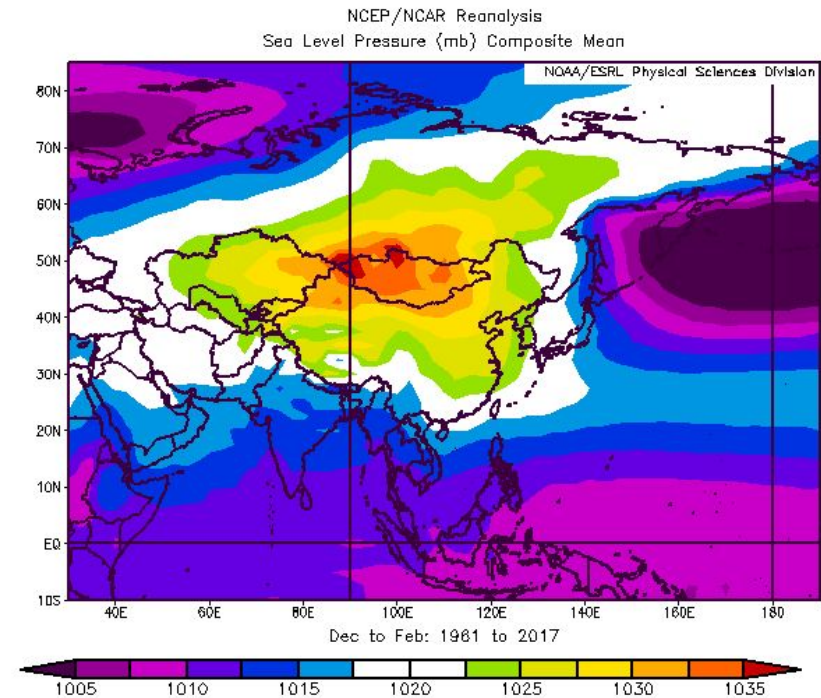 NCEP/NCAR Reanalysis
Sea Level Pressure (mb) Composite Mean
NOAA/ESRL Physical Sciences Division
80N
70N
60N
50N
40N
30N
20N
10N
EQ
10S
40E 60E 80E 100E 120E 140E 160E 180
Dec to Feb: 1961 to 2017
1005 1010 1015 1020 1025 1030 1035